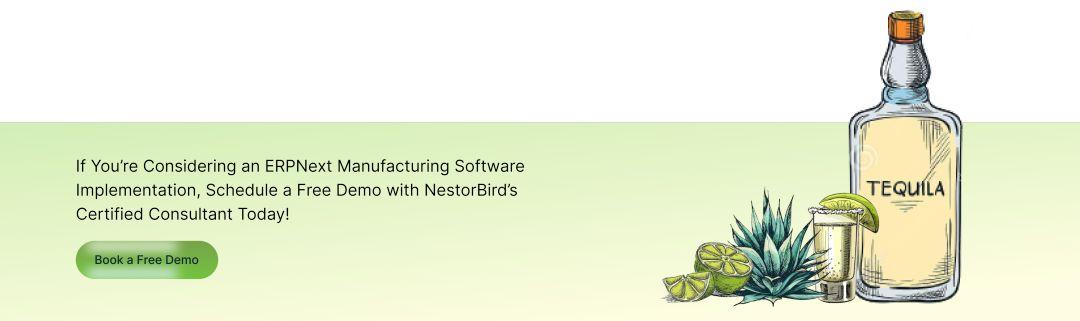 If You’re Considering an ERPNext Manufacturing Software
Implementation, Schedule a Free Demo with NestorBird’s
Certified Consultant Today!
Book a Free Demo
TEQUILA